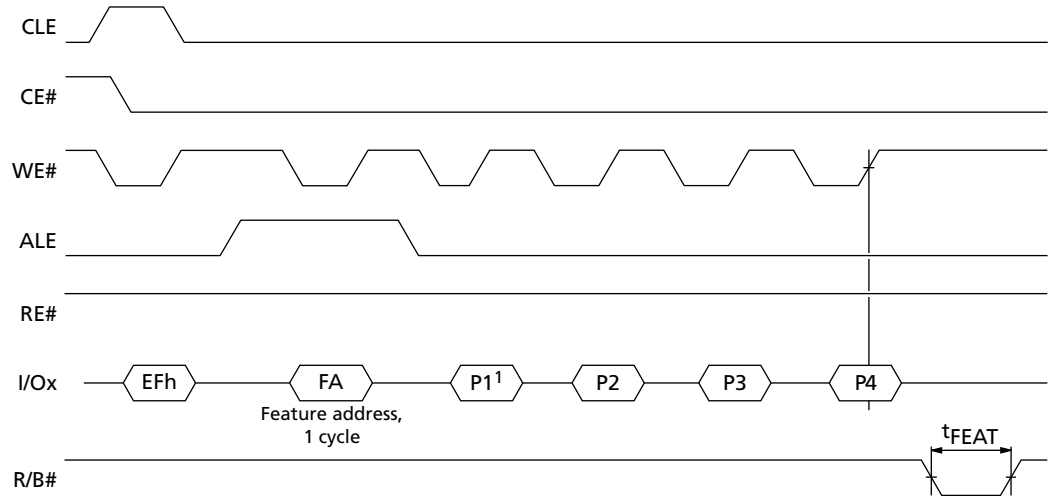 CLE
CE#
WE#
ALE
RE#
I/Ox EFh FA P1¹ P2 P3 P4
Feature address,
1 cycle
tFEAT
R/B#